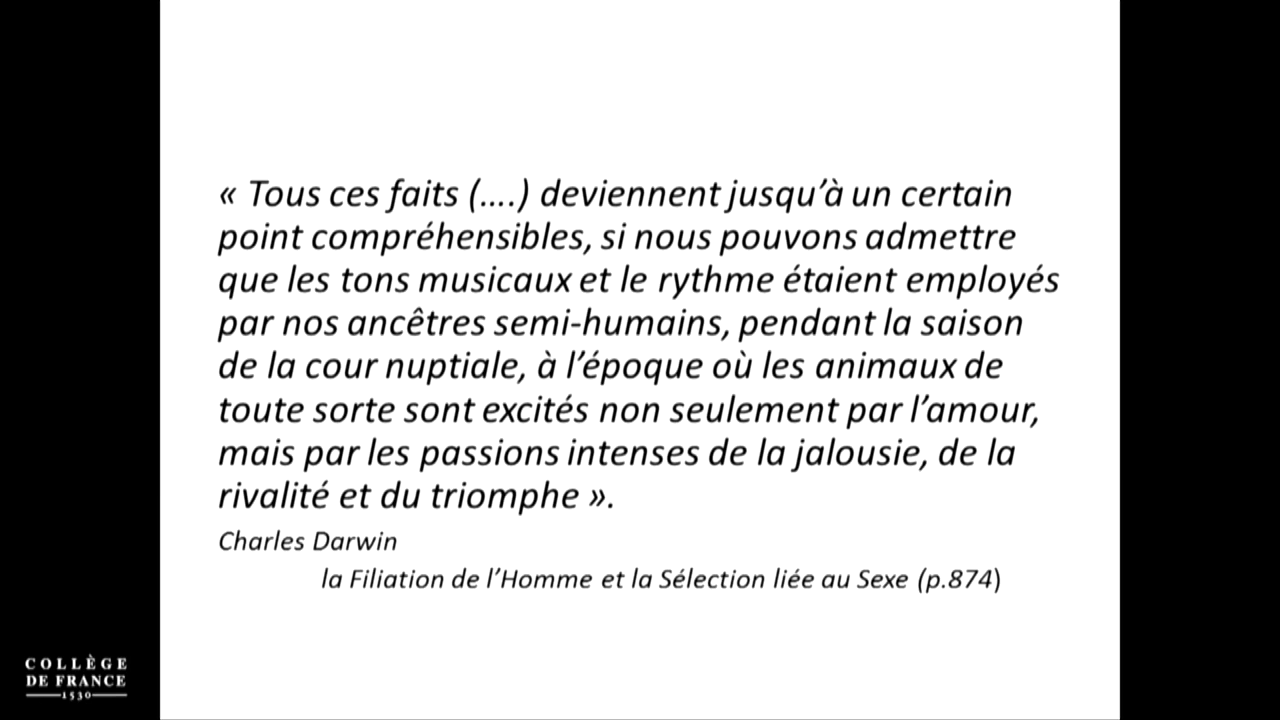 « Tous ces faits (....) deviennent jusqu’à un certain
point compréhensibles, si nous pouvons admettre
que les tons musicaux et le rythme étaient employés
par nos ancêtres semi-humains, pendant la saison
de la cour nuptiale, à l’époque où les animaux de
toute sorte sont excités non seulement par l’amour,
mais par les passions intenses de la jalousie, de la
rivalité et du triomphe ».
Charles Darwin
la Filiation de l’Homme et la Sélection liée au Sexe (p.874)
COLLÈGE
DE FRANCE
1530